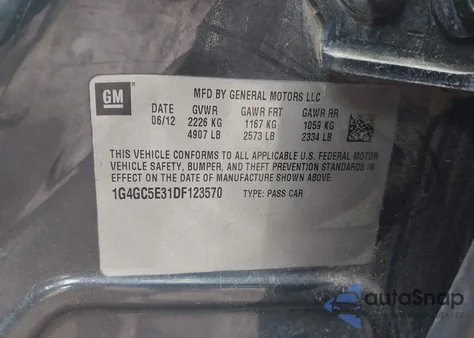 GM
MFD BY GENERAL MOTORS LLC
DATE GVWR GAWR FRT GAWR RR
06/12 2226 KG 1167 KG 1059 KG
4907 LB 2573 LB 2334 LB
THIS VEHICLE CONFORMS TO ALL APPLICABLE U.S. FEDERAL MOTOR
VEHICLE SAFETY, BUMPER, AND THEFT PREVENTION STANDARDS IN
EFFECT ON THE DATE OF MANUFACTURE SHOWN ABOVE.
1G4GC5E31DF123570 TYPE: PASS CAR
autoSnap